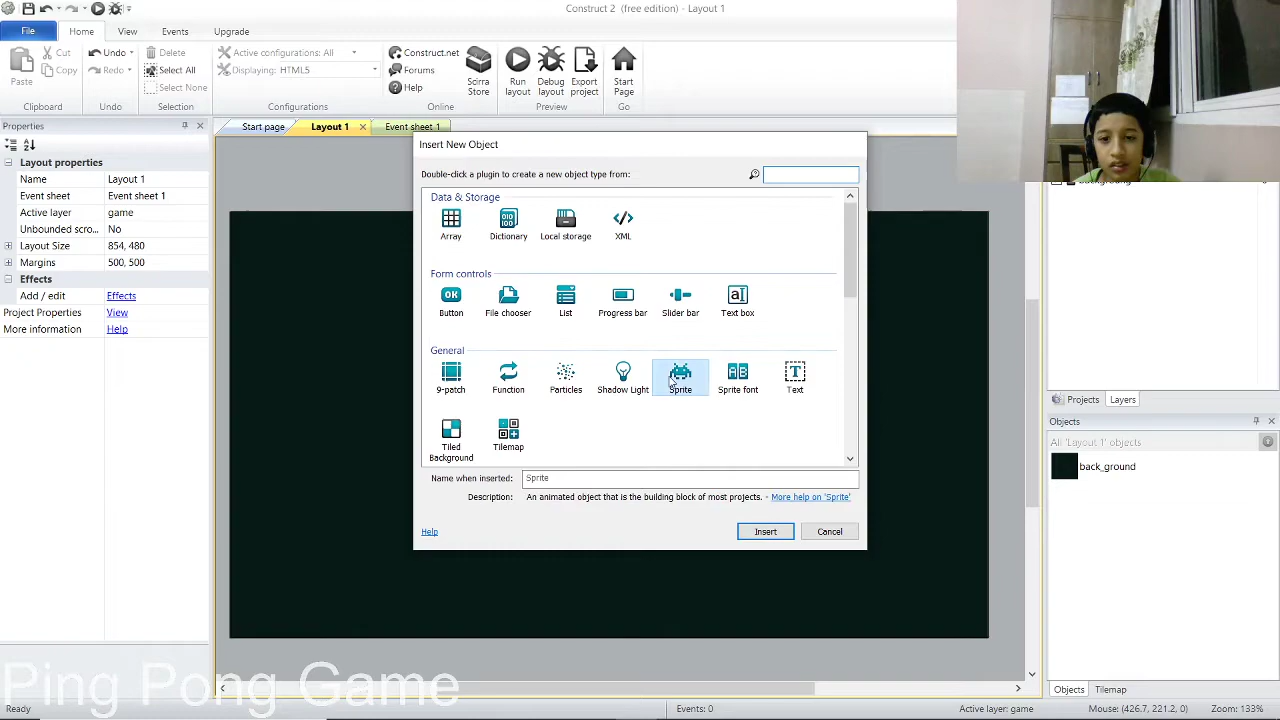 Construct 2 (free edition) - Layout 1
File Home View Events Upgrade
Paste
Cut
Copy
Clipboard
Undo
Redo
Undo
Delete
Select All
Select None
Selection
Active configurations: All
Displaying: HTML5
Configurations
Construct.net
Forums
Help
Scirra Store
Online
Run layout
Debug layout
Export project
Preview
Start Page
Go
Properties
Start page Layout 1 Event sheet 1
Layout properties
Name Layout 1
Event sheet Event sheet 1
Active layer game
Unbounded scro... No
Layout Size 854, 480
Margins 500, 500
Effects
Add / edit Effects
Project Properties View
More information Help
Insert New Object
Double-click a plugin to create a new object type from:
Data & Storage
Array Dictionary Local storage XML
Form controls
Button File chooser List Progress bar Slider bar Text box
General
9-patch Function Particles Shadow Light Sprite Sprite font Text
Tiled Background Tilemap
Name when inserted: Sprite
Description: An animated object that is the building block of most projects. - More help on 'Sprite'
Help Insert Cancel
Projects Layers
Objects
All 'Layout 1' objects
back_ground
Objects Tilemap
Ping Pong Game
Ready Events: 0 Active layer: game Mouse: (426.7, 221.2, 0) Zoom: 133%